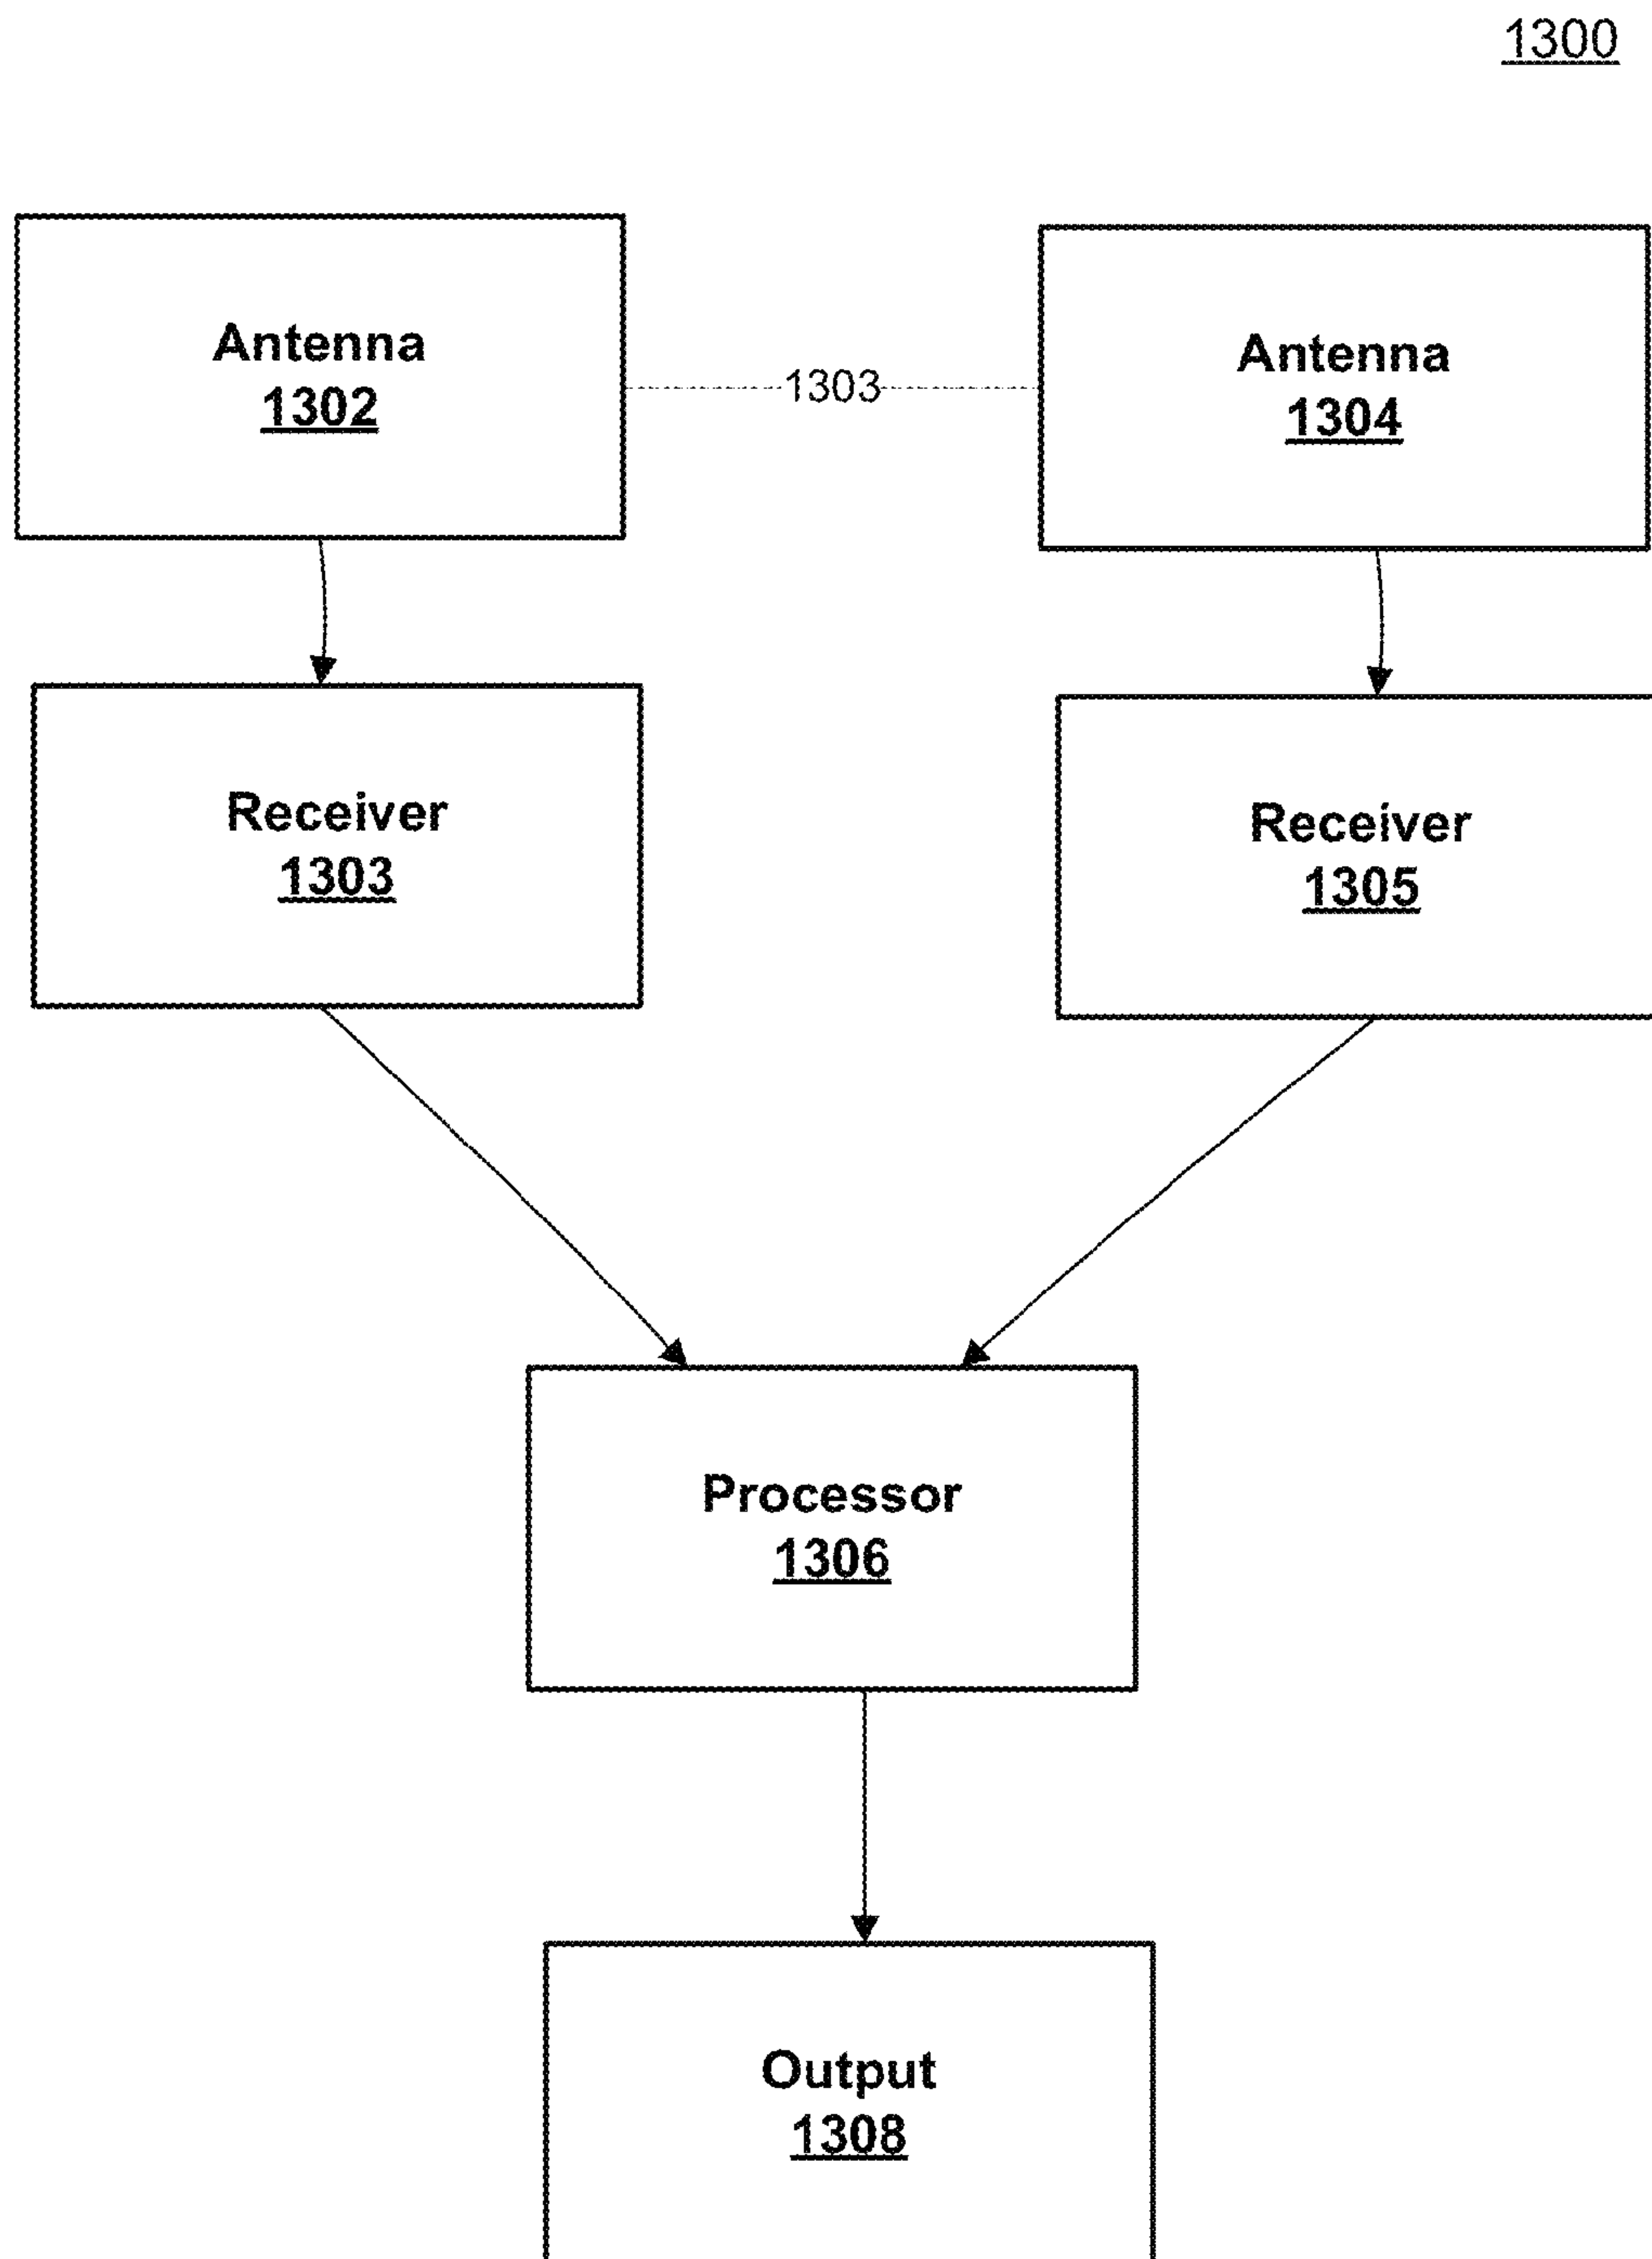 1300
Antenna
1302
1303
Antenna
1304
Receiver
1303
Receiver
1305
Processor
1306
Output
1308